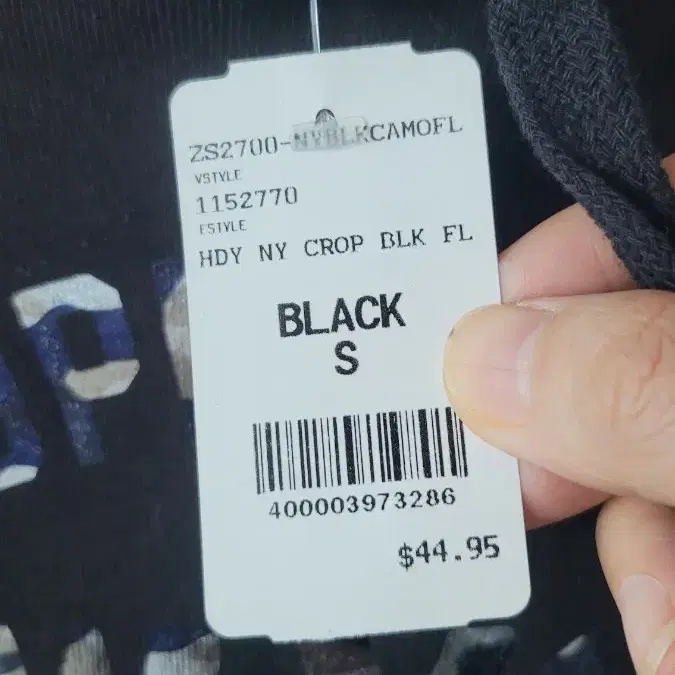 ZS2700-NYBLKCAMOFL
VSTYLE
1152770
FSTYLE
HDY NY CROP BLK FL
BLACK
S
400003973286
$44.95